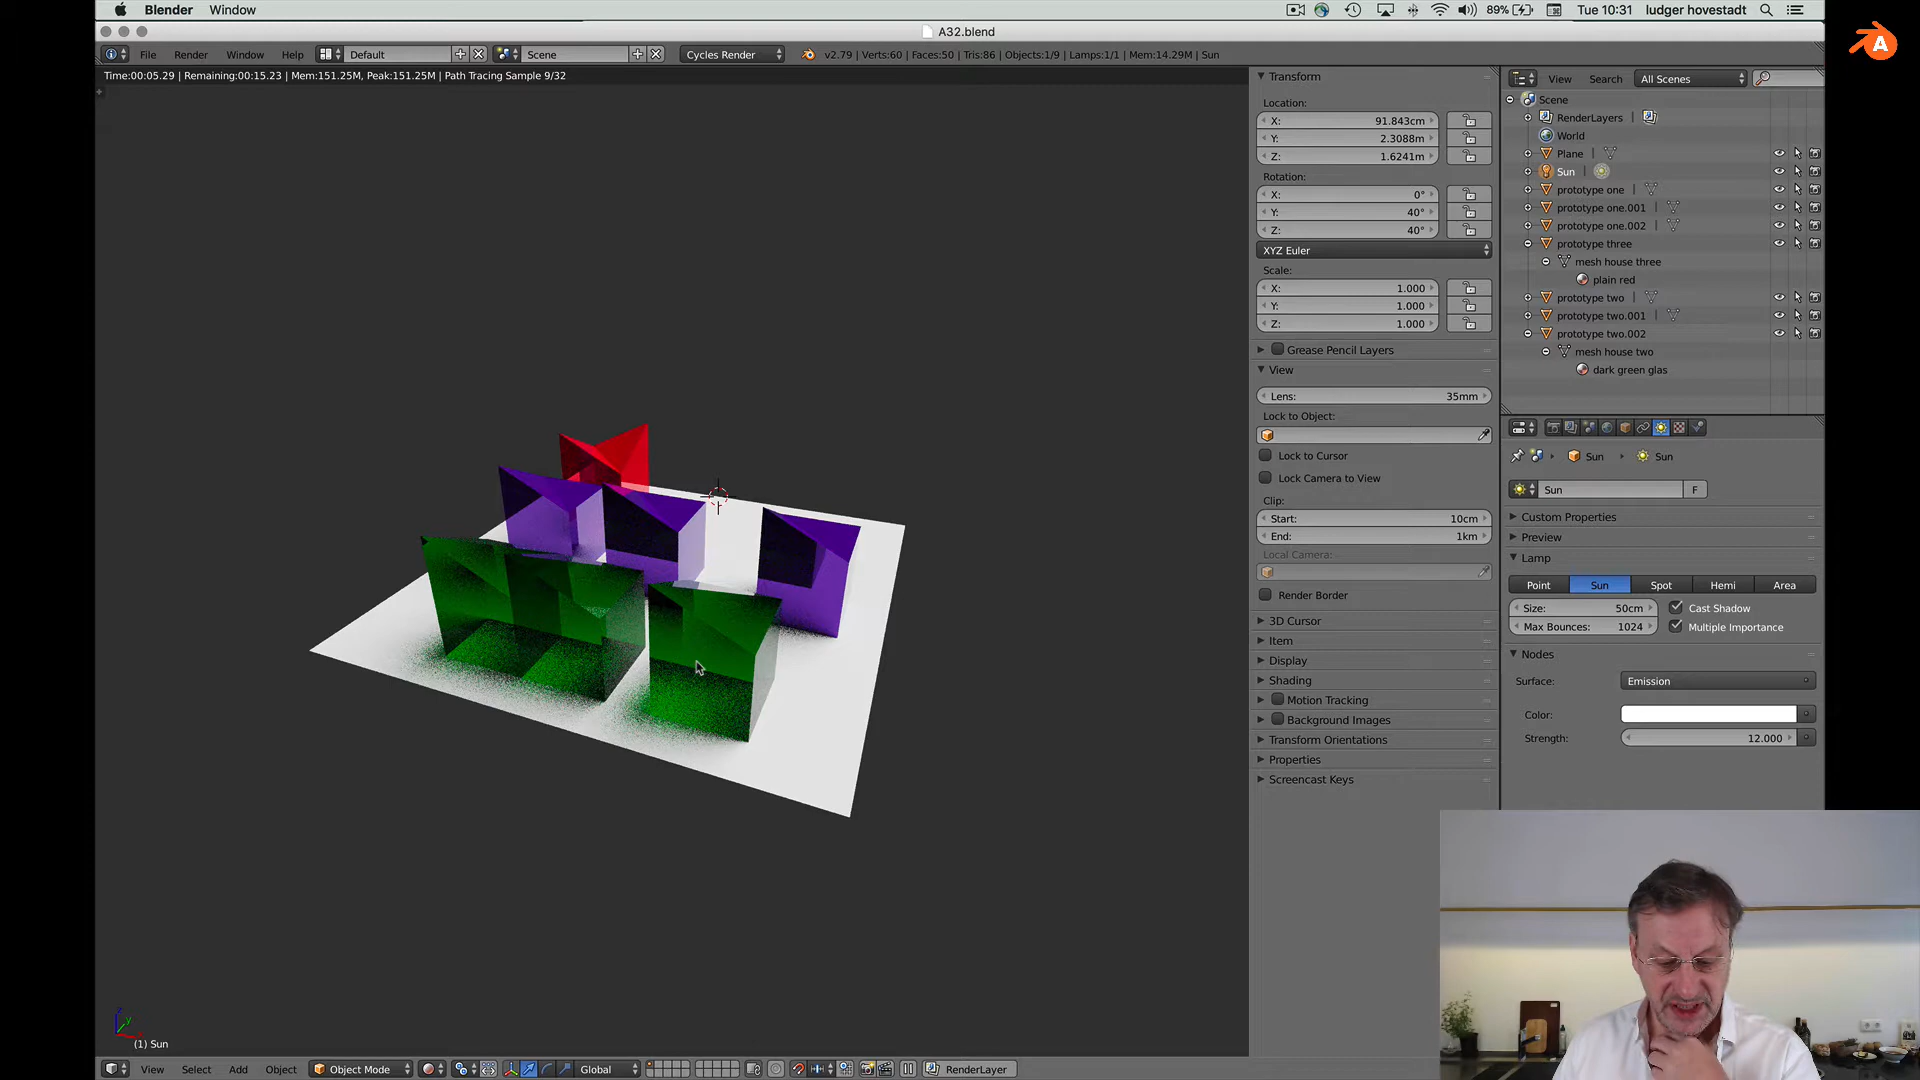 Blender Window 89% Tue 10:31 ludger hovestadt
A32.blend
File Render Window Help Default Scene Cycles Render v2.79 | Verts:60 | Faces:50 | Tris:86 | Objects:1/9 | Lamps:1/1 | Mem:14.29M | Sun
A
Time:00:05.29 | Remaining:00:15.23 | Mem:151.25M, Peak:151.25M | Path Tracing Sample 9/32
Transform
Location:
X: 91.843cm
Y: 2.3088m
Z: 1.6241m
Rotation:
X: 0°
Y: 40°
Z: 40°
XYZ Euler
Scale:
X: 1.000
Y: 1.000
Z: 1.000
Grease Pencil Layers
View
Lens: 35mm
Lock to Object:
Lock to Cursor
Lock Camera to View
Clip:
Start: 10cm
End: 1km
Local Camera:
Render Border
3D Cursor
Item
Display
Shading
Motion Tracking
Background Images
Transform Orientations
Properties
Screencast Keys
View Search All Scenes
Scene
RenderLayers
World
Plane
Sun
prototype one
prototype one.001
prototype one.002
prototype three
mesh house three
plain red
prototype two
prototype two.001
prototype two.002
mesh house two
dark green glas
Sun Sun
Sun F
Custom Properties
Preview
Lamp
Point Sun Spot Hemi Area
Size: 50cm Cast Shadow
Max Bounces: 1024 Multiple Importance
Nodes
Surface: Emission
Color:
Strength: 12.000
z
y
(1) Sun
View Select Add Object Object Mode Global RenderLayer